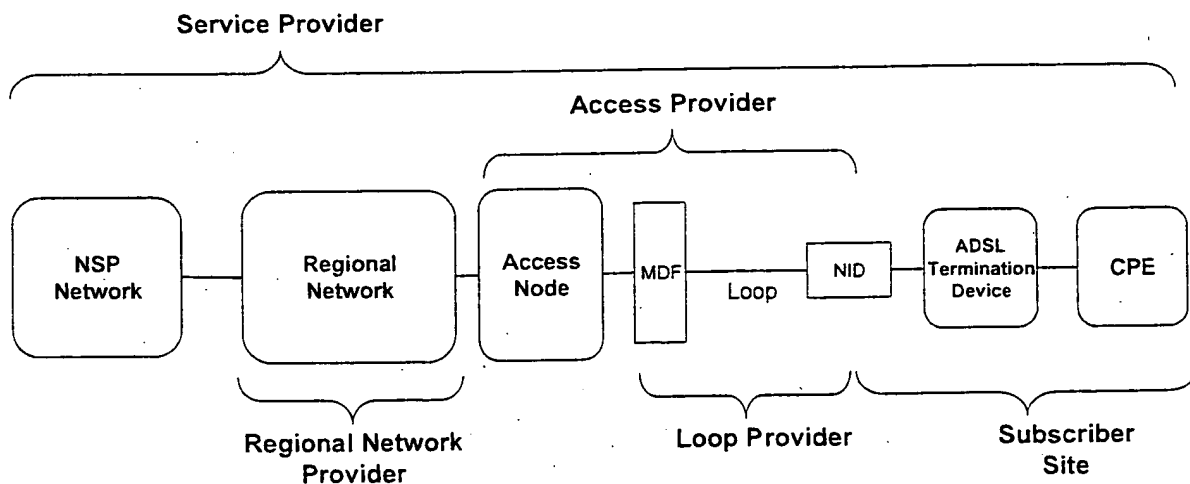 Service Provider
Access Provider
NSP
Network
Regional
Network
Access
Node
MDF
Loop
NID
ADSL
Termination
Device
CPE
Regional Network
Provider
Loop Provider
Subscriber
Site